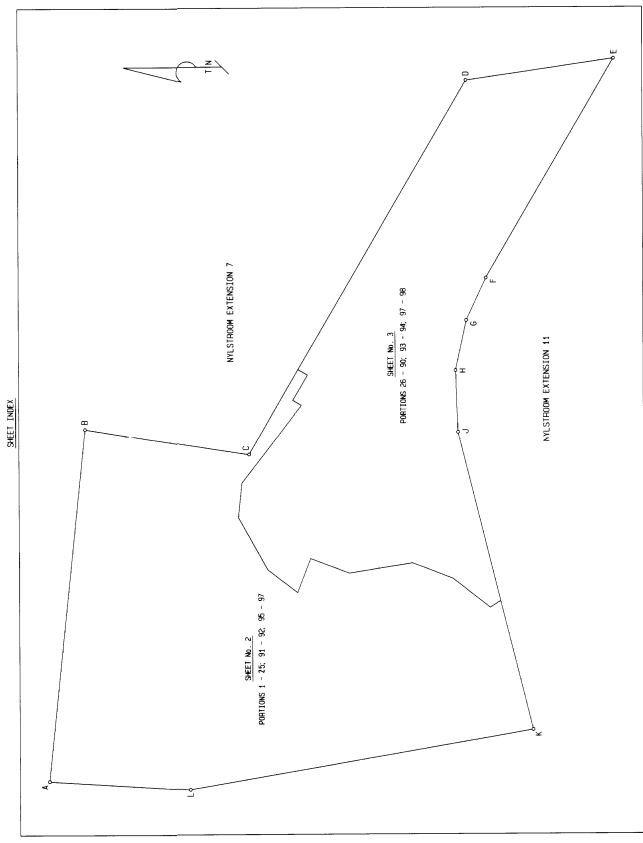 SHEET INDEX
A
B
T N
NYLSTROOM EXTENSION 7
L
C
D
SHEET No. 2
PORTIONS 1 - 25; 91 - 92; 95 - 97
SHEET No. 3
PORTIONS 26 - 90; 93 - 94; 97 - 98
J
H
G
F
E
K
NYLSTROOM EXTENSION 11